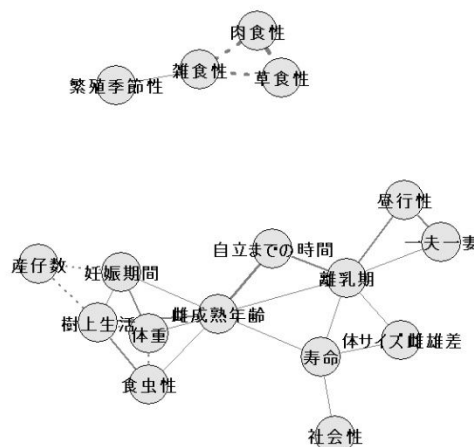 肉食性
雑食性
草食性
繁殖季節性
昼行性
一夫一妻
自立までの時間
産仔数
妊娠期間
離乳期
樹上生活
体重
雌成熟年齢
体サイズ雌雄差
寿命
食虫性
社会性